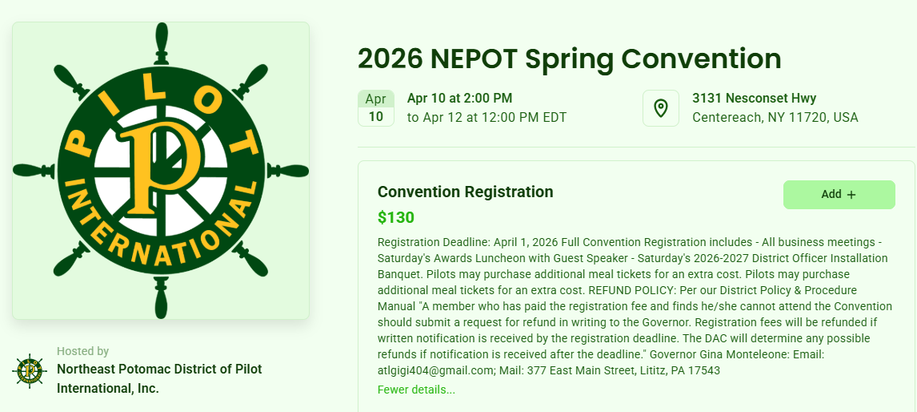 PILOT
P
INTERNATIONAL
Hosted by
Northeast Potomac District of Pilot
International, Inc.
2026 NEPOT Spring Convention
Apr
10
Apr 10 at 2:00 PM
to Apr 12 at 12:00 PM EDT
3131 Nesconset Hwy
Centereach, NY 11720, USA
Convention Registration
Add +
$130
Registration Deadline: April 1, 2026 Full Convention Registration includes - All business meetings -
Saturday's Awards Luncheon with Guest Speaker - Saturday's 2026-2027 District Officer Installation
Banquet. Pilots may purchase additional meal tickets for an extra cost. Pilots may purchase
additional meal tickets for an extra cost. REFUND POLICY: Per our District Policy & Procedure
Manual "A member who has paid the registration fee and finds he/she cannot attend the Convention
should submit a request for refund in writing to the Governor. Registration fees will be refunded if
written notification is received by the registration deadline. The DAC will determine any possible
refunds if notification is received after the deadline." Governor Gina Monteleone: Email:
atlgigi404@gmail.com; Mail: 377 East Main Street, Lititz, PA 17543
Fewer details...